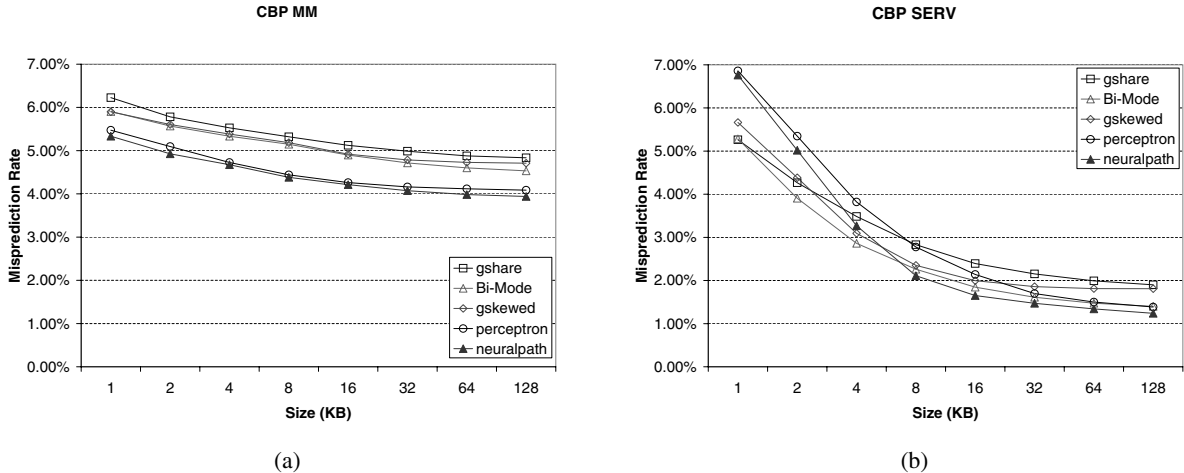 CBP MM
7.00%
6.00%
5.00%
4.00%
3.00%
2.00%
1.00%
0.00%
Misprediction Rate
gshare
Bi-Mode
gskewed
perceptron
neuralpath
1 2 4 8 16 32 64 128
Size (KB)
(a)
CBP SERV
7.00%
6.00%
5.00%
4.00%
3.00%
2.00%
1.00%
0.00%
Misprediction Rate
gshare
Bi-Mode
gskewed
perceptron
neuralpath
1 2 4 8 16 32 64 128
Size (KB)
(b)